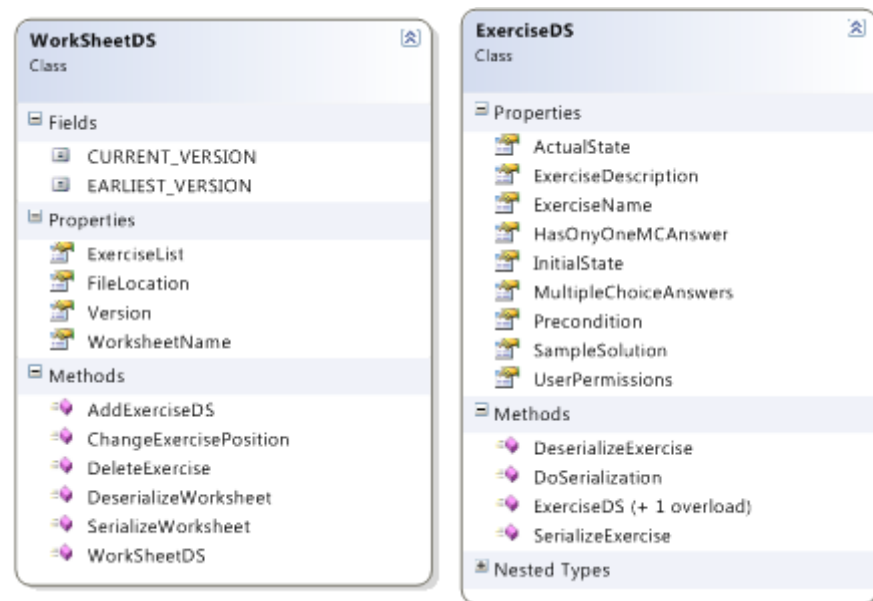 WorkSheetDS
Class
Fields
CURRENT_VERSION
EARLIEST_VERSION
Properties
ExerciseList
FileLocation
Version
WorksheetName
Methods
AddExerciseDS
ChangeExercisePosition
DeleteExercise
DeserializeWorksheet
SerializeWorksheet
WorkSheetDS
ExerciseDS
Class
Properties
ActualState
ExerciseDescription
ExerciseName
HasOnyOneMCAnswer
InitialState
MultipleChoiceAnswers
Precondition
SampleSolution
UserPermissions
Methods
DeserializeExercise
DoSerialization
ExerciseDS (+ 1 overload)
SerializeExercise
Nested Types